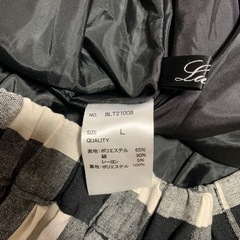 NO. BLT21008
SIZE L
QUALITY
表地: ポリエステル 65%
綿 30%
レーヨン 5%
裏地: ポリエステル 100%